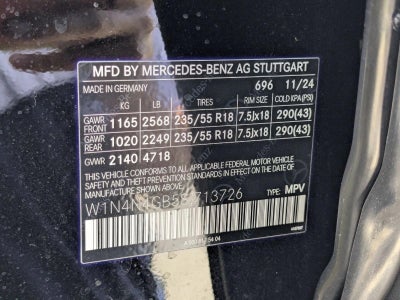 MFD BY MERCEDES-BENZ AG STUTTGART
MADE IN GERMANY 696 11/24
KG LB TIRES RIM SIZE COLD KPA(PSI)
GAWR FRONT 1165 2568 235/55 R18 7.5Jx18 290(43)
GAWR REAR 1020 2249 235/55 R18 7.5Jx18 290(43)
GVWR 2140 4718
THIS VEHICLE CONFORMS TO ALL APPLICABLE
FEDERAL MOTOR VEHICLE SAFETY, BUMPER,
AND THEFT PREVENTION STANDARDS IN EFFECT ON
THE DATE OF MANUFACTURE SHOWN ABOVE.
TYPE: MPV